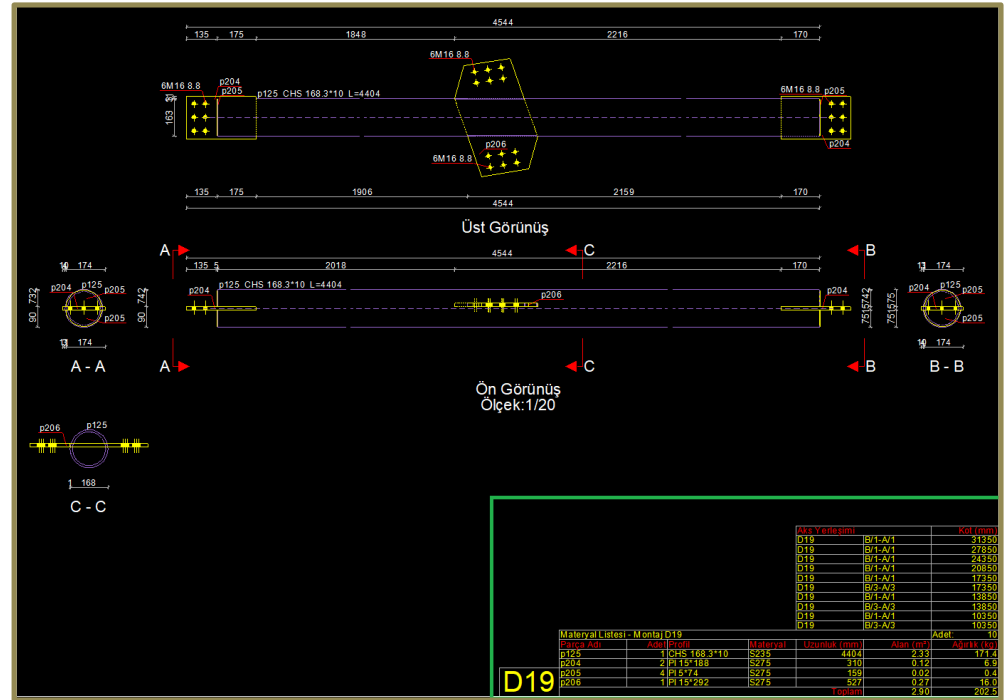 4544
135 175 1848 2216 170
6M16 8.8
6M16 8.8 p204
p205
p125 CHS 168.3*10 L=4404
6M16 8.8 p205
163
p206
6M16 8.8
p204
135 175 1906 2159 170
4544
Üst Görünüş
A C B
4544
135 5 2018 2216 170
174
p125
p204 p205
p205
90 732
174
A - A
90 742
p125 CHS 168.3*10 L=4404
p204
p206
p204
A C B
174
p125
p204 p205
p205
174
B - B
Ön Görünüş
Ölçek:1/20
p206 p125
1 168
C - C
Aks Yerleşimi Kot (mm)
D19 B/1-A/1 31350
D19 B/1-A/1 27850
D19 B/1-A/1 24350
D19 B/1-A/1 20850
D19 B/1-A/1 17350
D19 B/3-A/3 17350
D19 B/1-A/1 13850
D19 B/3-A/3 13850
D19 B/1-A/1 10350
D19 B/3-A/3 10350
Materyal Listesi - Montaj D19 Adet: 10
Parça Adı Adet Profil Materyal Uzunluk (mm) Alan (m²) Ağırlık (kg)
p125 1 CHS 168.3*10 S235 4404 2.33 171.4
p204 2 Pl 15*188 S275 310 0.12 6.9
p205 4 Pl 5*74 S275 159 0.02 0.4
p206 1 Pl 15*292 S275 527 0.27 16.0
Toplam 2.90 202.5
D19